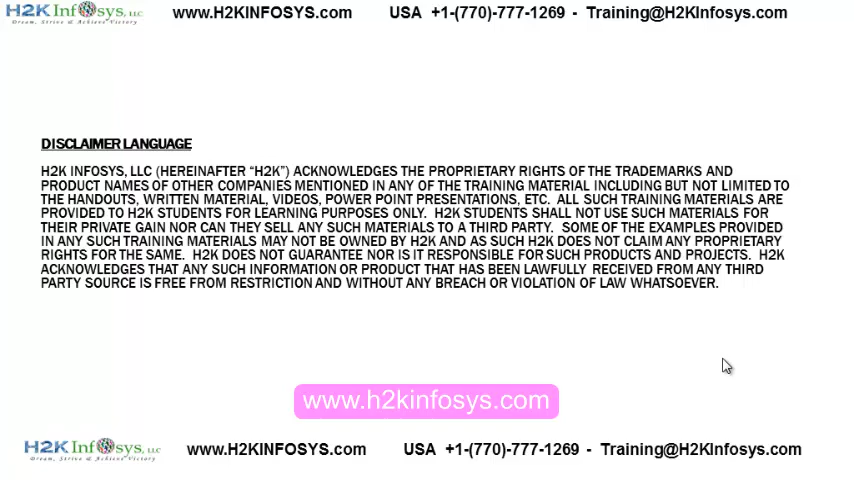 H2K Infosys, LLC www.H2KINFOSYS.com USA +1-(770)-777-1269 - Training@H2KInfosys.com
Dream, Strive & Achieve Victory
DISCLAIMER LANGUAGE
H2K INFOSYS, LLC (HEREINAFTER “H2K”) ACKNOWLEDGES THE PROPRIETARY RIGHTS OF THE TRADEMARKS AND
PRODUCT NAMES OF OTHER COMPANIES MENTIONED IN ANY OF THE TRAINING MATERIAL INCLUDING BUT NOT LIMITED TO
THE HANDOUTS, WRITTEN MATERIAL, VIDEOS, POWER POINT PRESENTATIONS, ETC. ALL SUCH TRAINING MATERIALS ARE
PROVIDED TO H2K STUDENTS FOR LEARNING PURPOSES ONLY. H2K STUDENTS SHALL NOT USE SUCH MATERIALS FOR
THEIR PRIVATE GAIN NOR CAN THEY SELL ANY SUCH MATERIALS TO A THIRD PARTY. SOME OF THE EXAMPLES PROVIDED
IN ANY SUCH TRAINING MATERIALS MAY NOT BE OWNED BY H2K AND AS SUCH H2K DOES NOT CLAIM ANY PROPRIETARY
RIGHTS FOR THE SAME. H2K DOES NOT GUARANTEE NOR IS IT RESPONSIBLE FOR SUCH PRODUCTS AND PROJECTS. H2K
ACKNOWLEDGES THAT ANY SUCH INFORMATION OR PRODUCT THAT HAS BEEN LAWFULLY RECEIVED FROM ANY THIRD
PARTY SOURCE IS FREE FROM RESTRICTION AND WITHOUT ANY BREACH OR VIOLATION OF LAW WHATSOEVER.
www.h2kinfosys.com
H2K Infosys, LLC www.H2KINFOSYS.com USA +1-(770)-777-1269 - Training@H2KInfosys.com
Dream, Strive & Achieve Victory